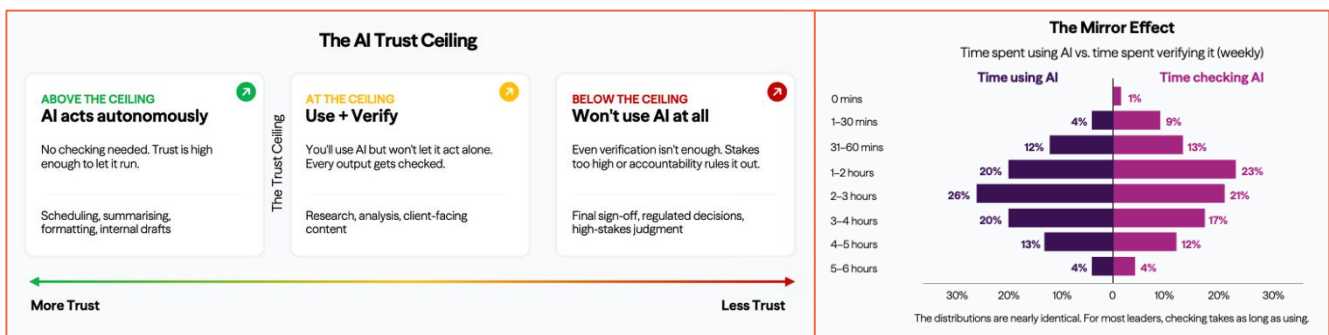 The AI Trust Ceiling
ABOVE THE CEILING
AI acts autonomously
No checking needed. Trust is high
enough to let it run.
Scheduling, summarising,
formatting, internal drafts
The Trust Ceiling
AT THE CEILING
Use + Verify
You'll use AI but won't let it act alone.
Every output gets checked.
Research, analysis, client-facing
content
BELOW THE CEILING
Won't use AI at all
Even verification isn't enough. Stakes
too high or accountability rules it out.
Final sign-off, regulated decisions,
high-stakes judgment
More Trust
Less Trust
The Mirror Effect
Time spent using AI vs. time spent verifying it (weekly)
Time using AI Time checking AI
0 mins 1%
1–30 mins 4% 9%
31–60 mins 12% 13%
1–2 hours 20% 23%
2–3 hours 26% 21%
3–4 hours 20% 17%
4–5 hours 13% 12%
5–6 hours 4% 4%
30% 20% 10% 0 10% 20% 30%
The distributions are nearly identical. For most leaders, checking takes as long as using.